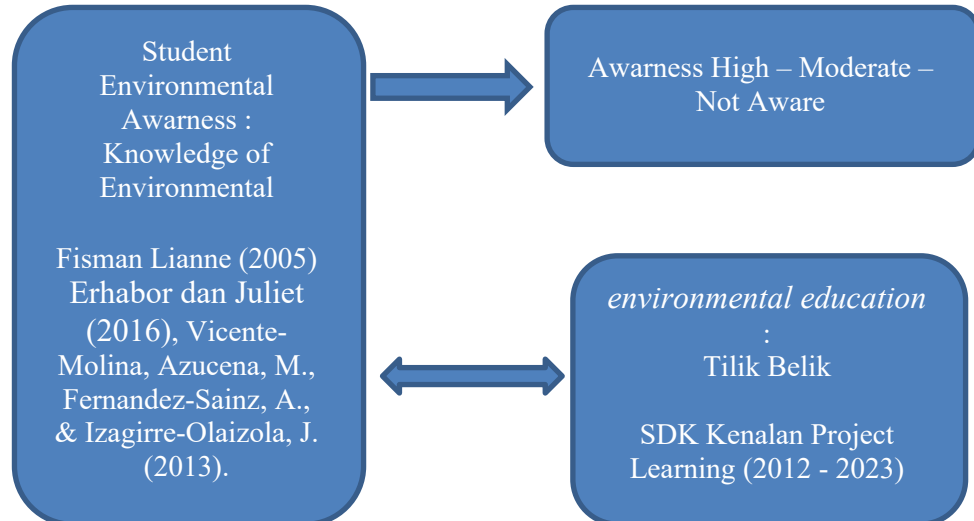 Student
Environmental
Awarness :
Knowledge of
Environmental
Fisman Lianne (2005)
Erhabor dan Juliet
(2016), Vicente-
Molina, Azucena, M.,
Fernandez-Sainz, A.,
& Izagirre-Olaizola, J.
(2013).
Awarness High – Moderate –
Not Aware
environmental education
:
Tilik Belik
SDK Kenalan Project
Learning (2012 - 2023)